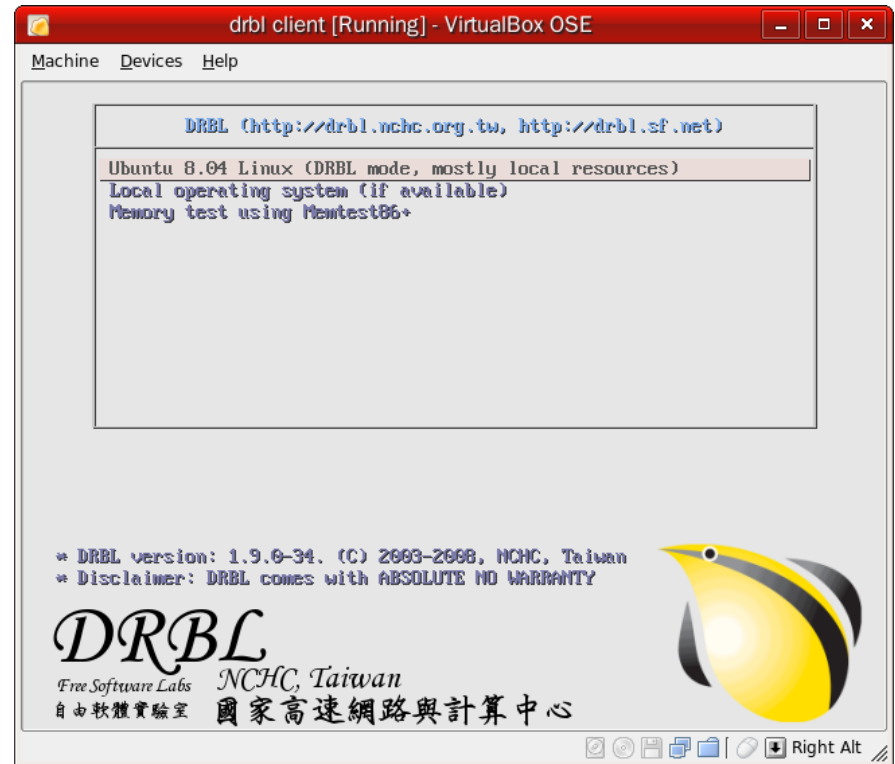 drbl client [Running] - VirtualBox OSE
Machine Devices Help
DRBL (http://drbl.nchc.org.tw, http://drbl.sf.net)
Ubuntu 8.04 Linux (DRBL mode, mostly local resources)
Local operating system (if available)
Memory test using Memtest86+
* DRBL version: 1.9.0-34. (C) 2003-2008, NCHC, Taiwan
* Disclaimer: DRBL comes with ABSOLUTE NO WARRANTY
DRBL
Free Software Labs NCHC, Taiwan
自由軟體實驗室 國家高速網路與計算中心
Right Alt